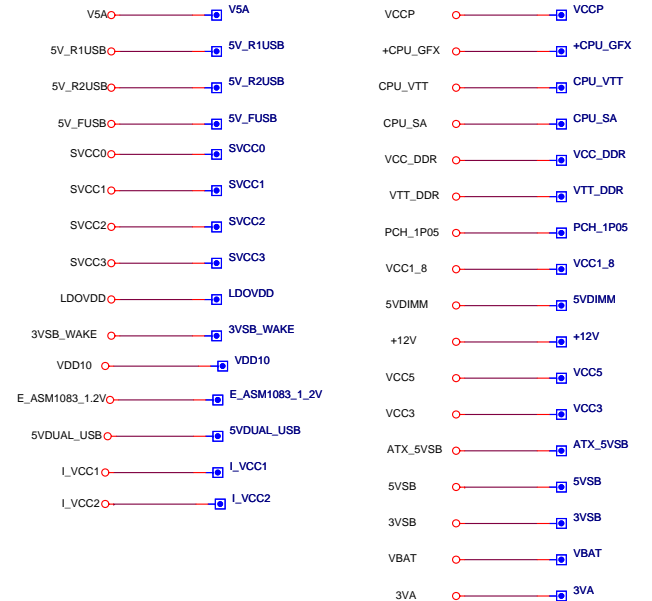 V5A V5A
5V_R1USB 5V_R1USB
5V_R2USB 5V_R2USB
5V_FUSB 5V_FUSB
SVCC0 SVCC0
SVCC1 SVCC1
SVCC2 SVCC2
SVCC3 SVCC3
LDOVDD LDOVDD
3VSB_WAKE 3VSB_WAKE
VDD10 VDD10
E_ASM1083_1.2V E_ASM1083_1_2V
5VDUAL_USB 5VDUAL_USB
I_VCC1 I_VCC1
I_VCC2 I_VCC2
VCCP VCCP
+CPU_GFX +CPU_GFX
CPU_VTT CPU_VTT
CPU_SA CPU_SA
VCC_DDR VCC_DDR
VTT_DDR VTT_DDR
PCH_1P05 PCH_1P05
VCC1_8 VCC1_8
5VDIMM 5VDIMM
+12V +12V
VCC5 VCC5
VCC3 VCC3
ATX_5VSB ATX_5VSB
5VSB 5VSB
3VSB 3VSB
VBAT VBAT
3VA 3VA